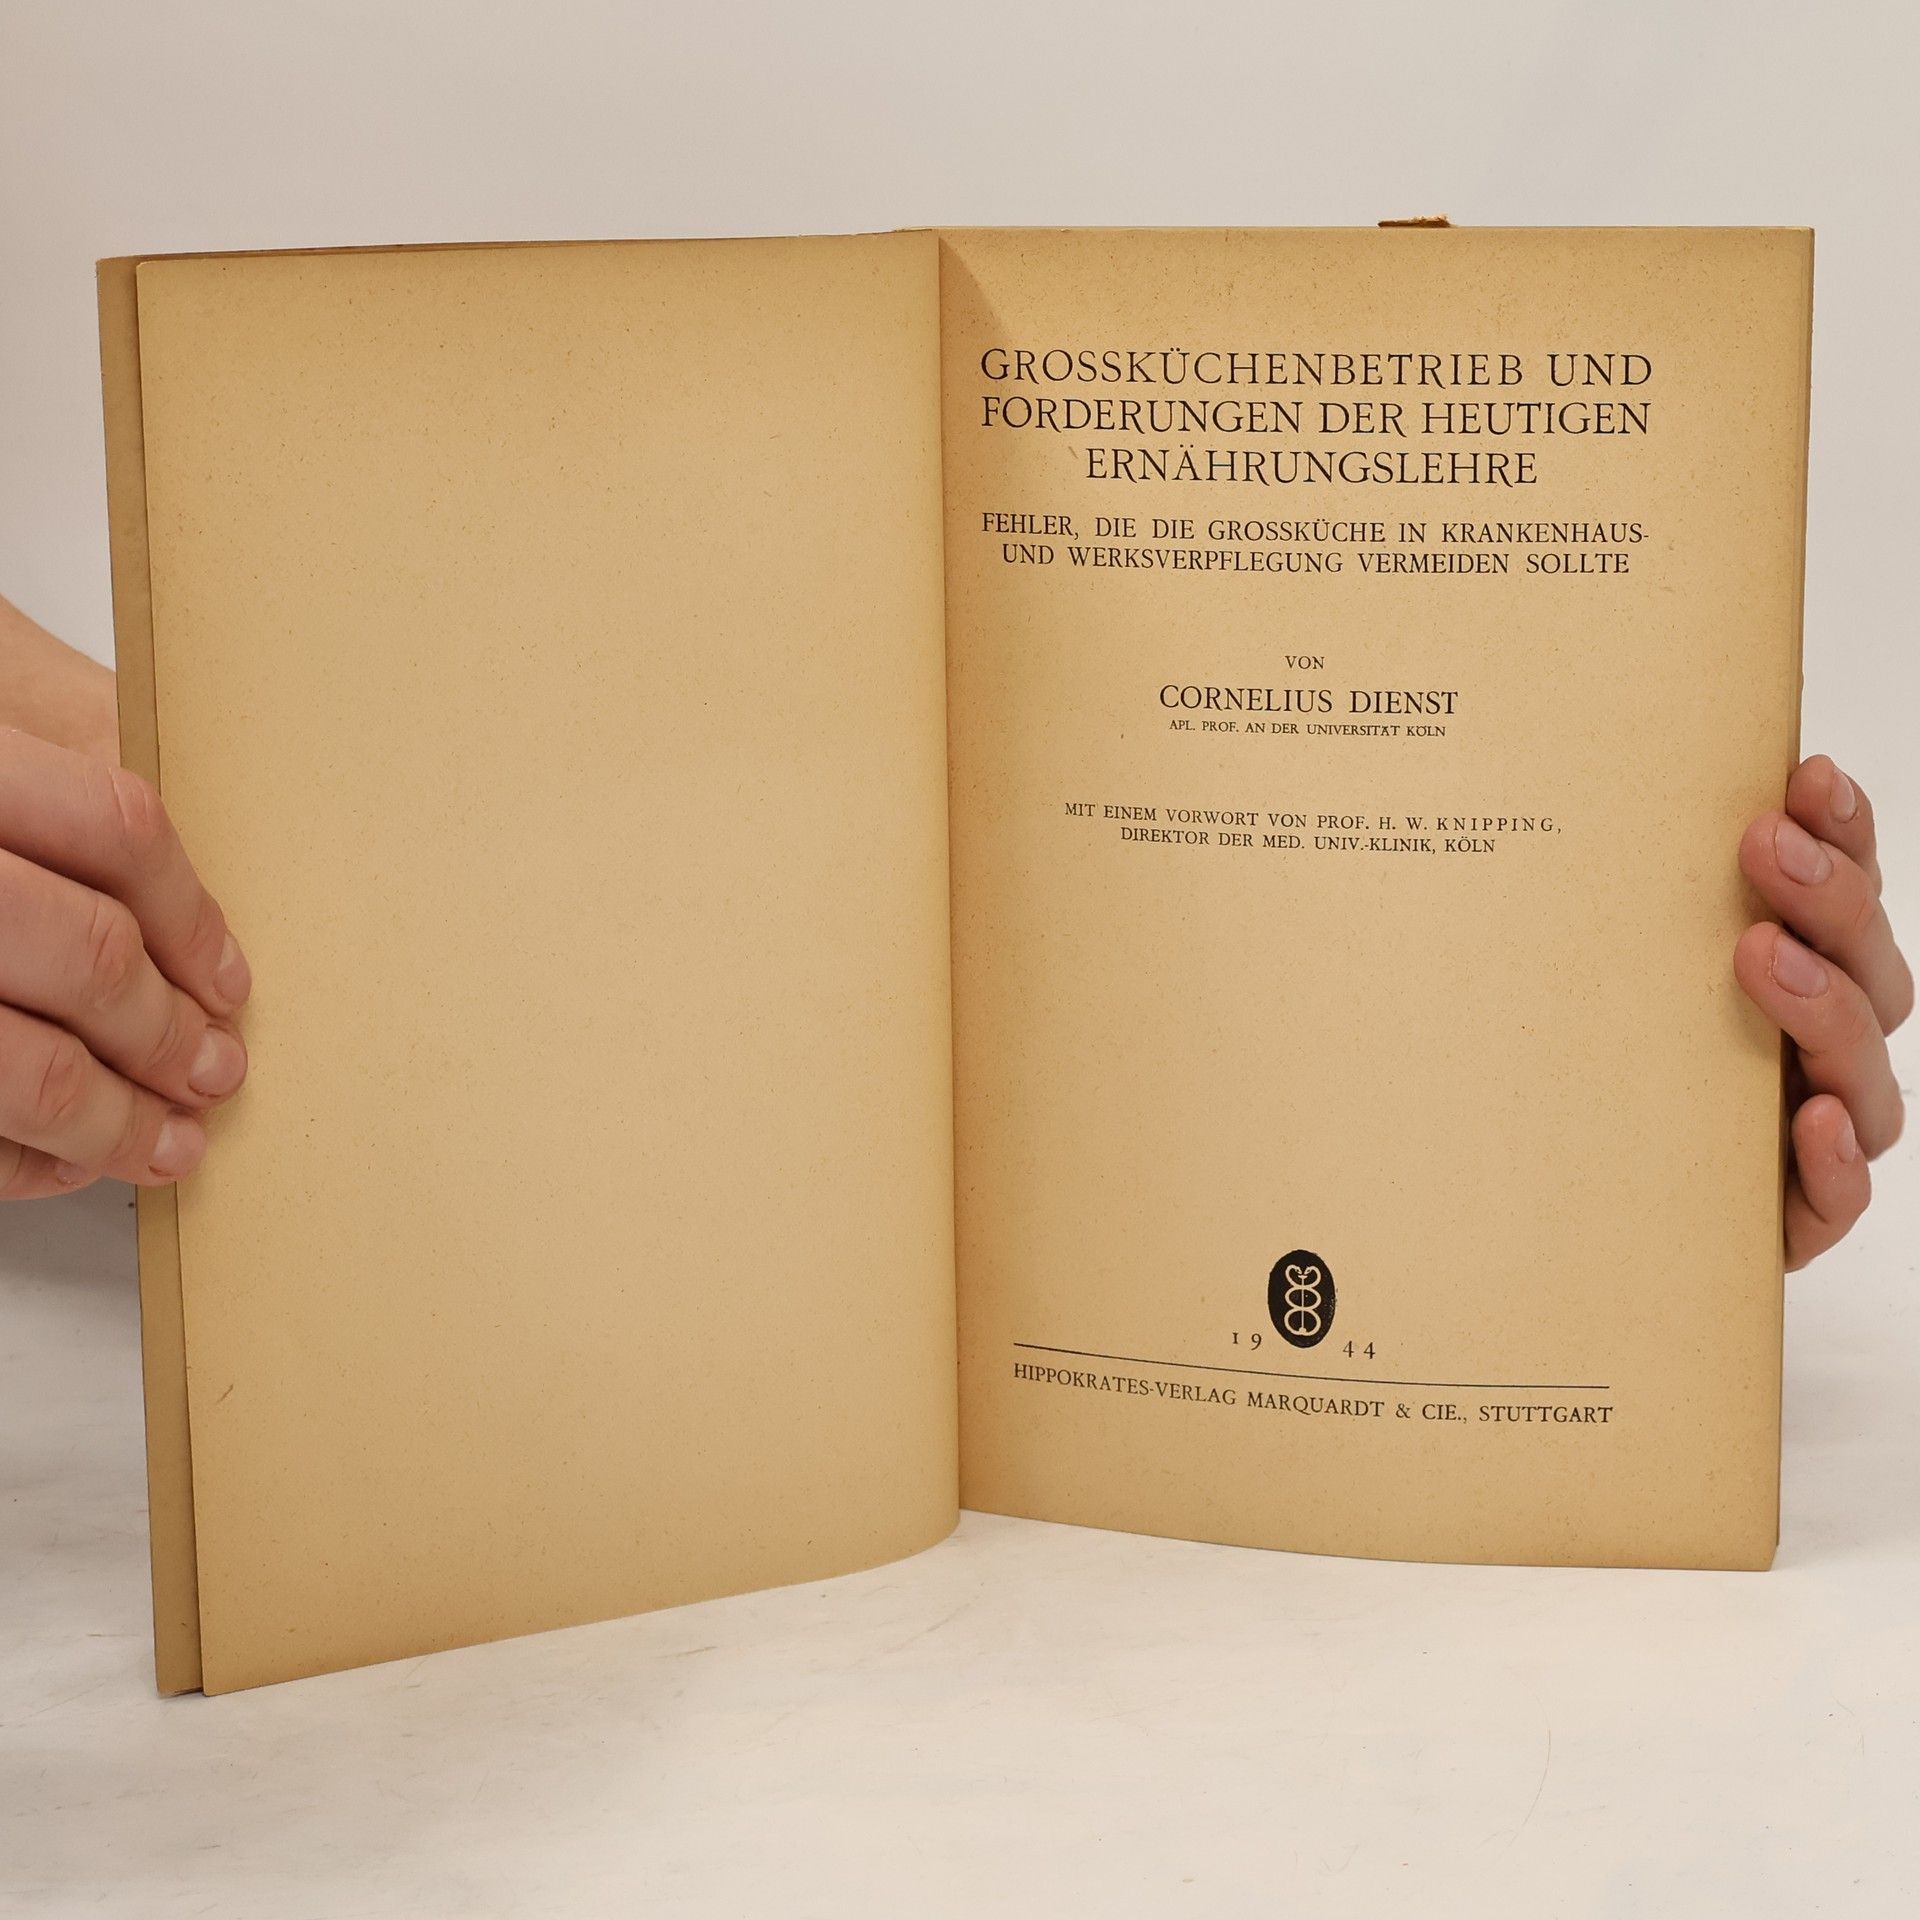 GROSSKÜCHENBETRIEB UND
FORDERUNGEN DER HEUTIGEN
ERNÄHRUNGSLEHRE
FEHLER, DIE DIE GROSSKÜCHE IN KRANKENHAUS-
UND WERKSVERPFLEGUNG VERMEIDEN SOLLTE
VON
CORNELIUS DIENST
APL. PROF. AN DER UNIVERSITÄT KÖLN
MIT EINEM VORWORT VON PROF. H. W. KNIPPING,
DIREKTOR DER MED. UNIV.-KLINIK, KÖLN
19 44
HIPPOKRATES-VERLAG MARQUARDT & CIE., STUTTGART